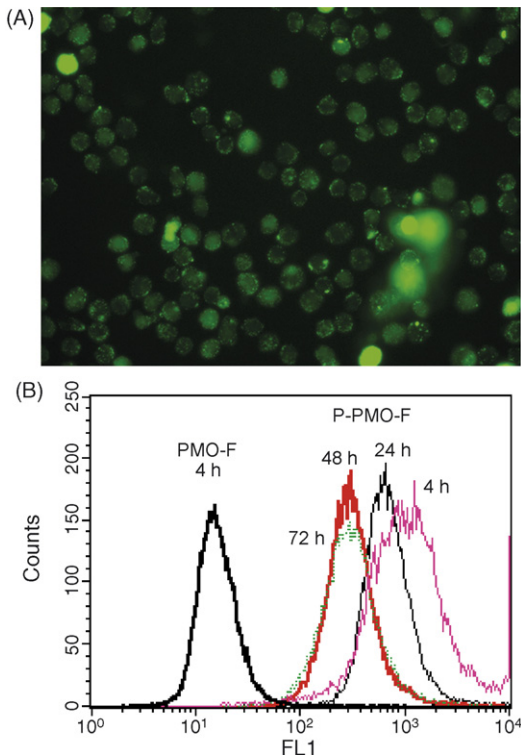 (A)
(B)
250
200
150
100
50
0
Counts
PMO-F
4 h
P-PMO-F
48 h
24 h
4 h
72 h
10⁰
10¹
10²
10³
10⁴
FL1